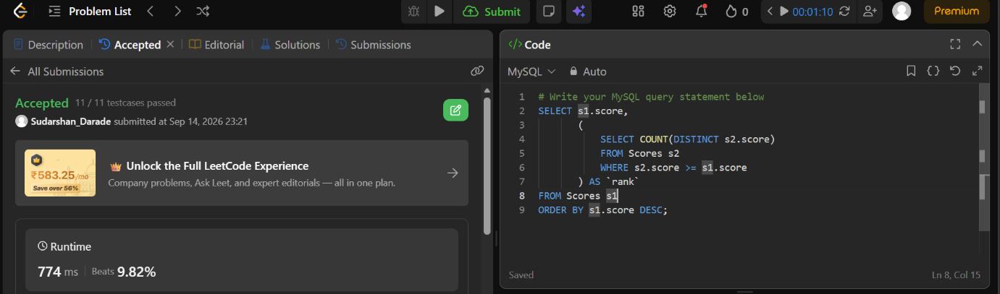 Problem List
Submit
0
00:01:10
Premium
Description
Accepted
Editorial
Solutions
Submissions
All Submissions
Accepted 11 / 11 testcases passed
Sudarshan_Darade submitted at Sep 14, 2026 23:21
₹583.25/mo
Save over 56%
Unlock the Full LeetCode Experience
Company problems, Ask Leet, and expert editorials — all in one plan.
Runtime
774 ms Beats 9.82%
</> Code
MySQL Auto
1 # Write your MySQL query statement below
2 SELECT s1.score,
3 (
4 SELECT COUNT(DISTINCT s2.score)
5 FROM Scores s2
6 WHERE s2.score >= s1.score
7 ) AS `rank`
8 FROM Scores s1
9 ORDER BY s1.score DESC;
Saved
Ln 8, Col 15